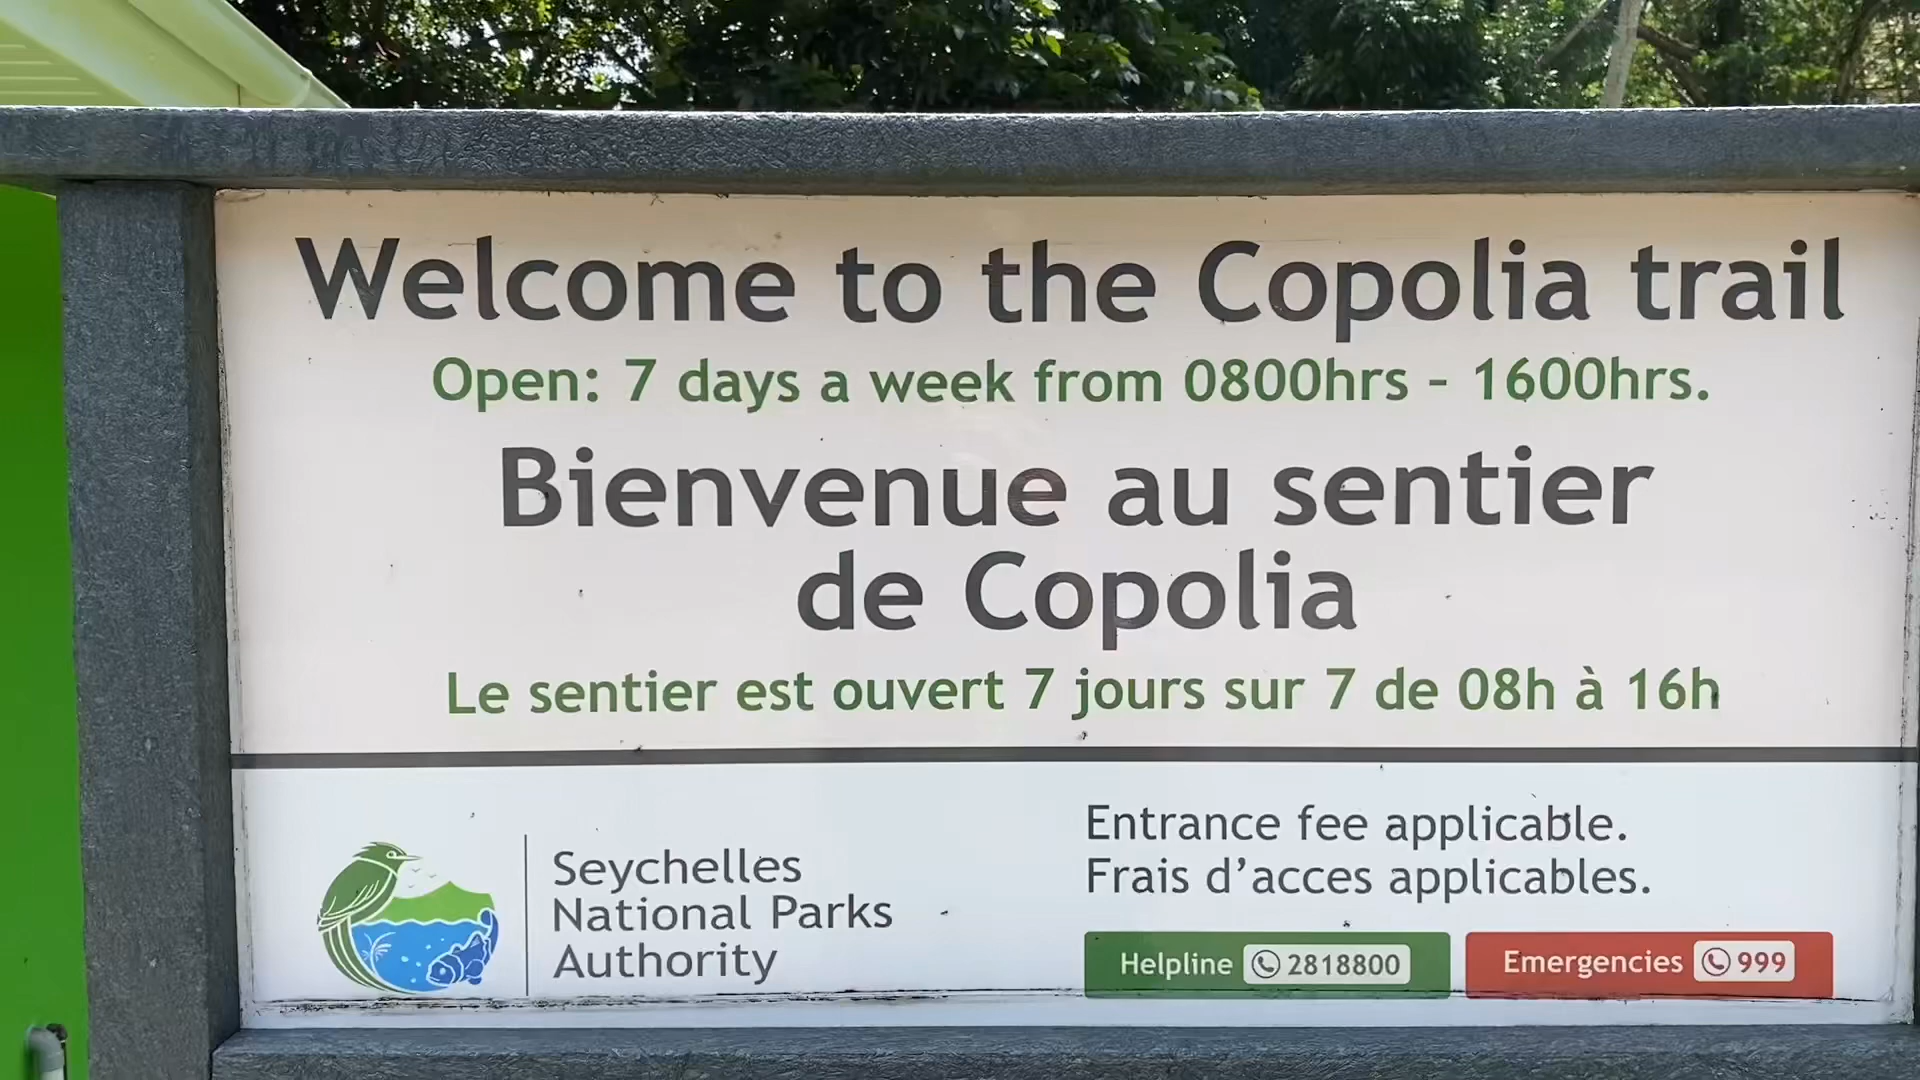 Welcome to the Copolia trail
Open: 7 days a week from 0800hrs - 1600hrs.
Bienvenue au sentier
de Copolia
Le sentier est ouvert 7 jours sur 7 de 08h à 16h
Seychelles
National Parks
Authority
Entrance fee applicable.
Frais d’acces applicables.
Helpline 2818800
Emergencies 999